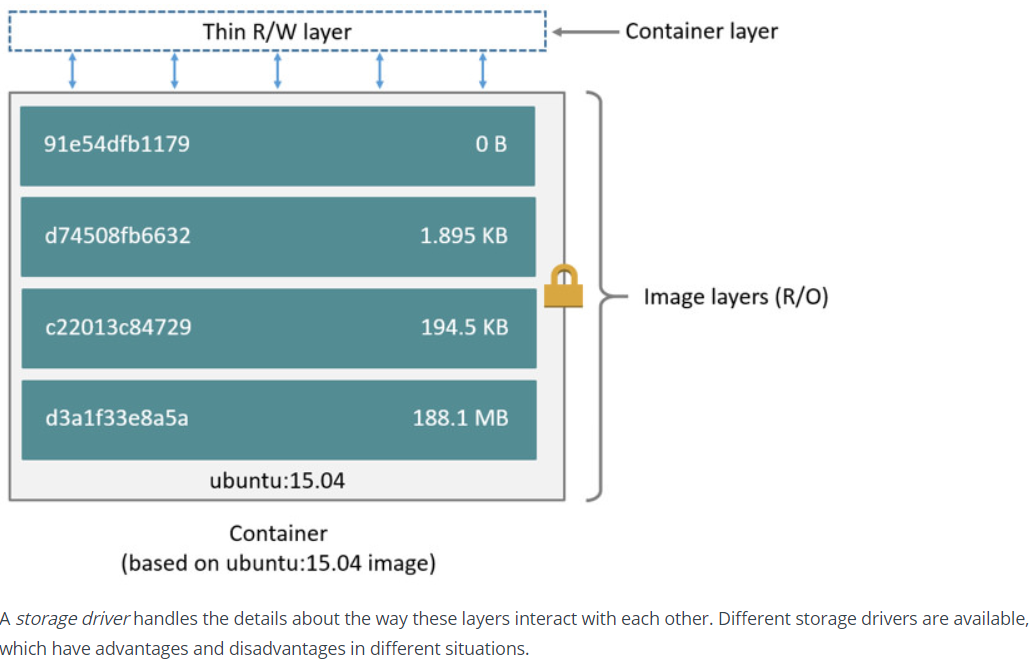 Thin R/W layer
Container layer
91e54dfb1179 0 B
d74508fb6632 1.895 KB
c22013c84729 194.5 KB
Image layers (R/O)
d3a1f33e8a5a 188.1 MB
ubuntu:15.04
Container
(based on ubuntu:15.04 image)
A storage driver handles the details about the way these layers interact with each other. Different storage drivers are available,
which have advantages and disadvantages in different situations.